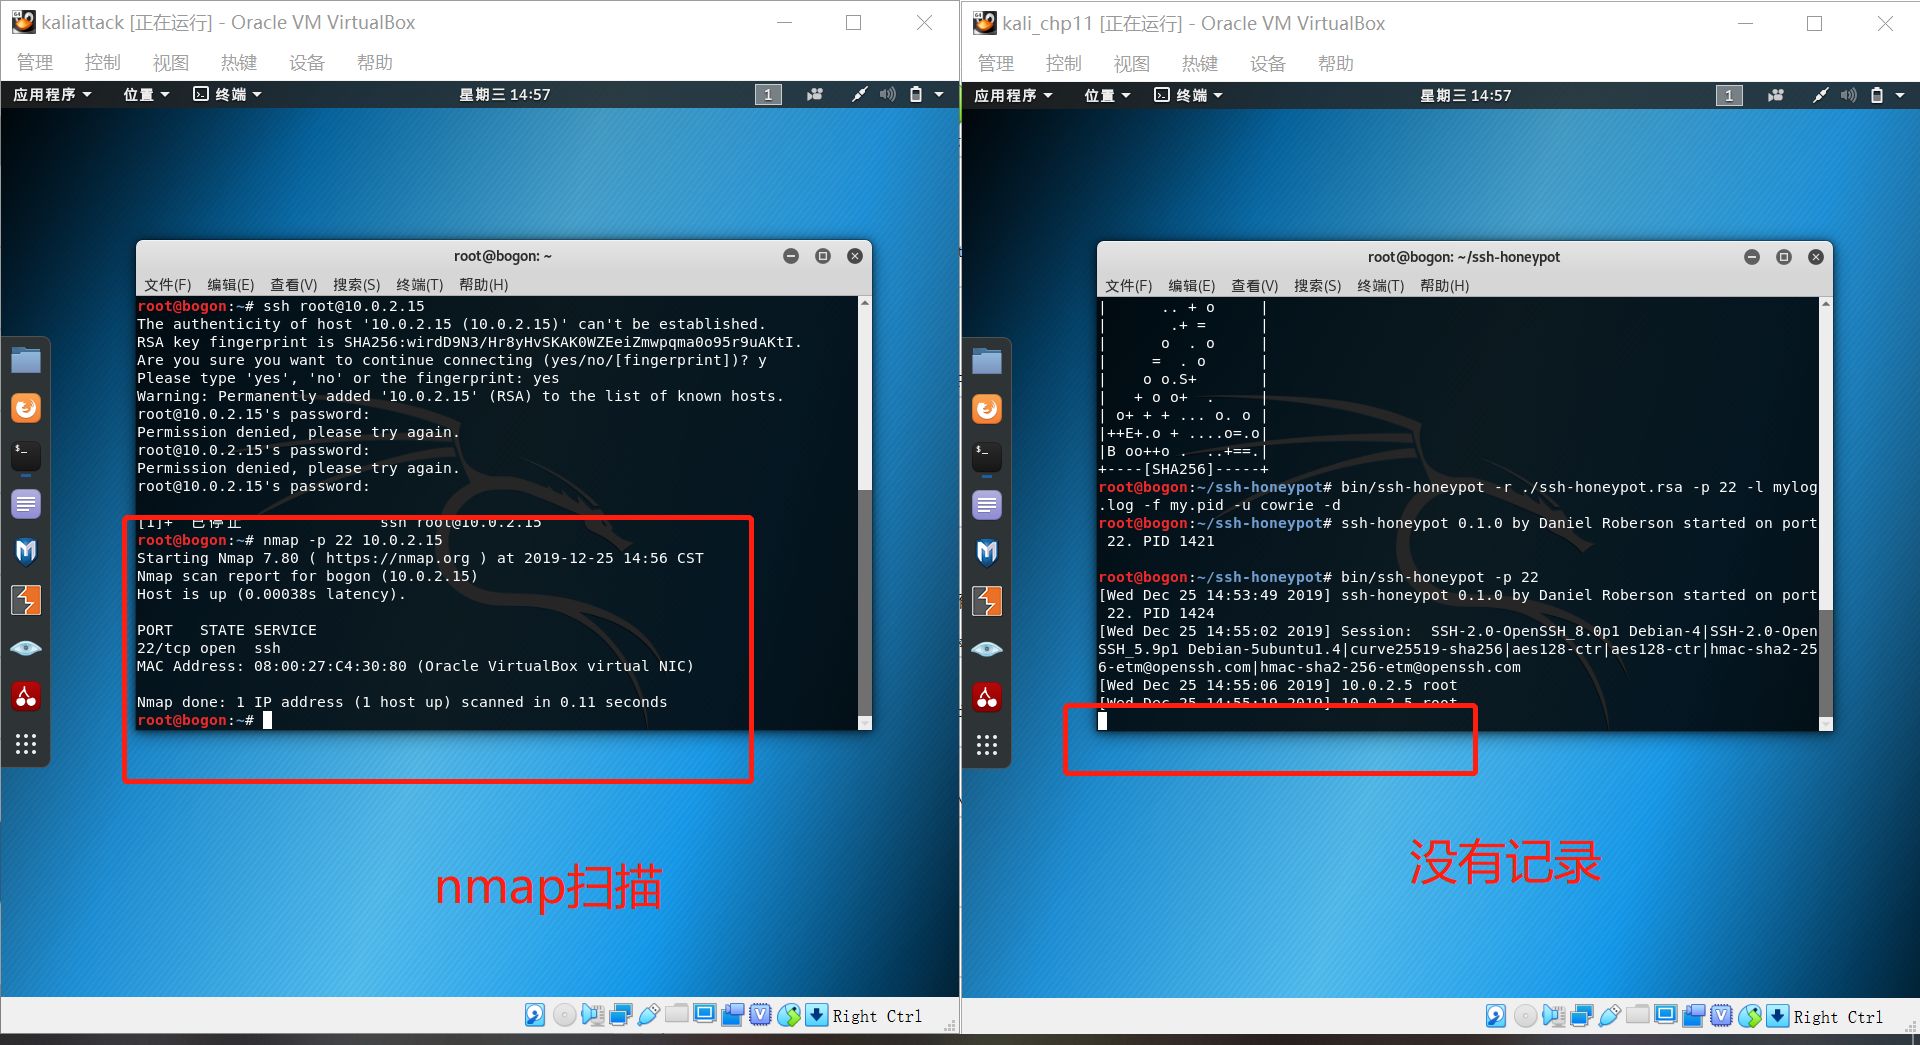 kaliattack [正在运行] - Oracle VM VirtualBox
管理 控制 视图 热键 设备 帮助
应用程序 位置 终端 星期三 14:57 1
root@bogon: ~
文件(F) 编辑(E) 查看(V) 搜索(S) 终端(T) 帮助(H)
root@bogon:~# ssh root@10.0.2.15
The authenticity of host '10.0.2.15 (10.0.2.15)' can't be established.
RSA key fingerprint is SHA256:wirdD9N3/Hr8yHvSKAK0WZEeiZmwpqma0o95r9uAKtI.
Are you sure you want to continue connecting (yes/no/[fingerprint])? y
Please type 'yes', 'no' or the fingerprint: yes
Warning: Permanently added '10.0.2.15' (RSA) to the list of known hosts.
root@10.0.2.15's password:
Permission denied, please try again.
root@10.0.2.15's password:
Permission denied, please try again.
root@10.0.2.15's password:
[1]+  已停止               ssh root@10.0.2.15
root@bogon:~# nmap -p 22 10.0.2.15
Starting Nmap 7.80 ( https://nmap.org ) at 2019-12-25 14:56 CST
Nmap scan report for bogon (10.0.2.15)
Host is up (0.00038s latency).
PORT   STATE SERVICE
22/tcp open  ssh
MAC Address: 08:00:27:C4:30:80 (Oracle VirtualBox virtual NIC)
Nmap done: 1 IP address (1 host up) scanned in 0.11 seconds
root@bogon:~#
nmap扫描
Right Ctrl
kali_chp11 [正在运行] - Oracle VM VirtualBox
管理 控制 视图 热键 设备 帮助
应用程序 位置 终端 星期三 14:57 1
root@bogon: ~/ssh-honeypot
文件(F) 编辑(E) 查看(V) 搜索(S) 终端(T) 帮助(H)
|      .. + o     |
|       .+ =      |
|      o  . o     |
|     =  . o      |
|    o o.S+       |
|   + o o+  .     |
| o+ + + ... o. o |
|++E+.o + ....o=.o|
|B oo++o .  ..+==.|
+----[SHA256]-----+
root@bogon:~/ssh-honeypot# bin/ssh-honeypot -r ./ssh-honeypot.rsa -p 22 -l mylog
.log -f my.pid -u cowrie -d
root@bogon:~/ssh-honeypot# ssh-honeypot 0.1.0 by Daniel Roberson started on port
 22. PID 1421
root@bogon:~/ssh-honeypot# bin/ssh-honeypot -p 22
[Wed Dec 25 14:53:49 2019] ssh-honeypot 0.1.0 by Daniel Roberson started on port
 22. PID 1424
[Wed Dec 25 14:55:02 2019] Session:  SSH-2.0-OpenSSH_8.0p1 Debian-4|SSH-2.0-Open
SSH_5.9p1 Debian-5ubuntu1.4|curve25519-sha256|aes128-ctr|aes128-ctr|hmac-sha2-25
6-etm@openssh.com|hmac-sha2-256-etm@openssh.com
[Wed Dec 25 14:55:06 2019] 10.0.2.5 root
[Wed Dec 25 14:55:19 2019] 10.0.2.5 root
没有记录
Right Ctrl